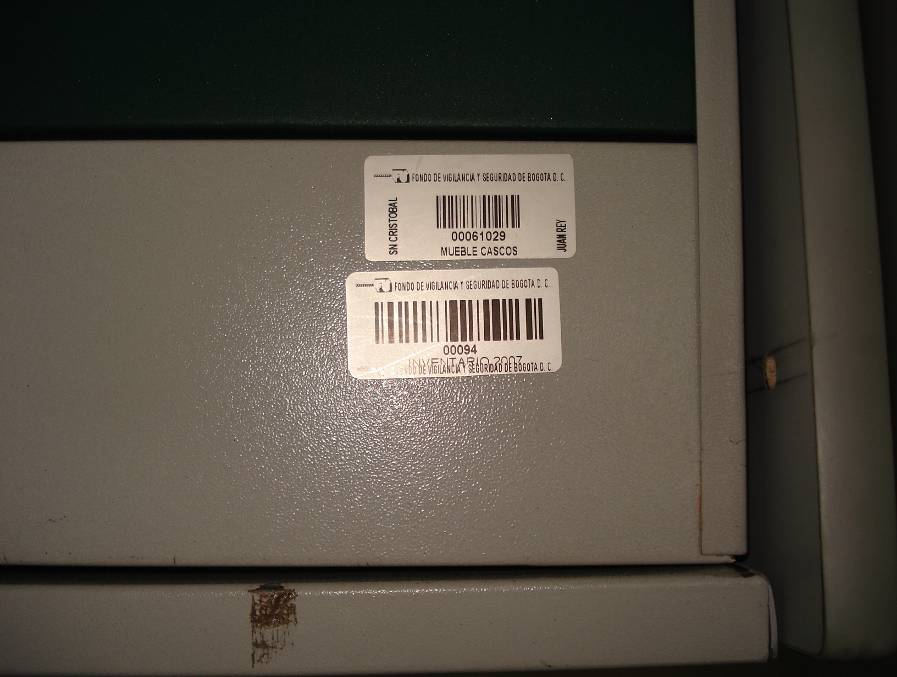 FONDO DE VIGILANCIA Y SEGURIDAD DE BOGOTA D. C.
SN CRISTOBAL
00061029
MUEBLE CASCOS
JUAN REY
FONDO DE VIGILANCIA Y SEGURIDAD DE BOGOTA D. C.
00094
INVENTARIO 2007
FONDO DE VIGILANCIA Y SEGURIDAD DE BOGOTA D. C.